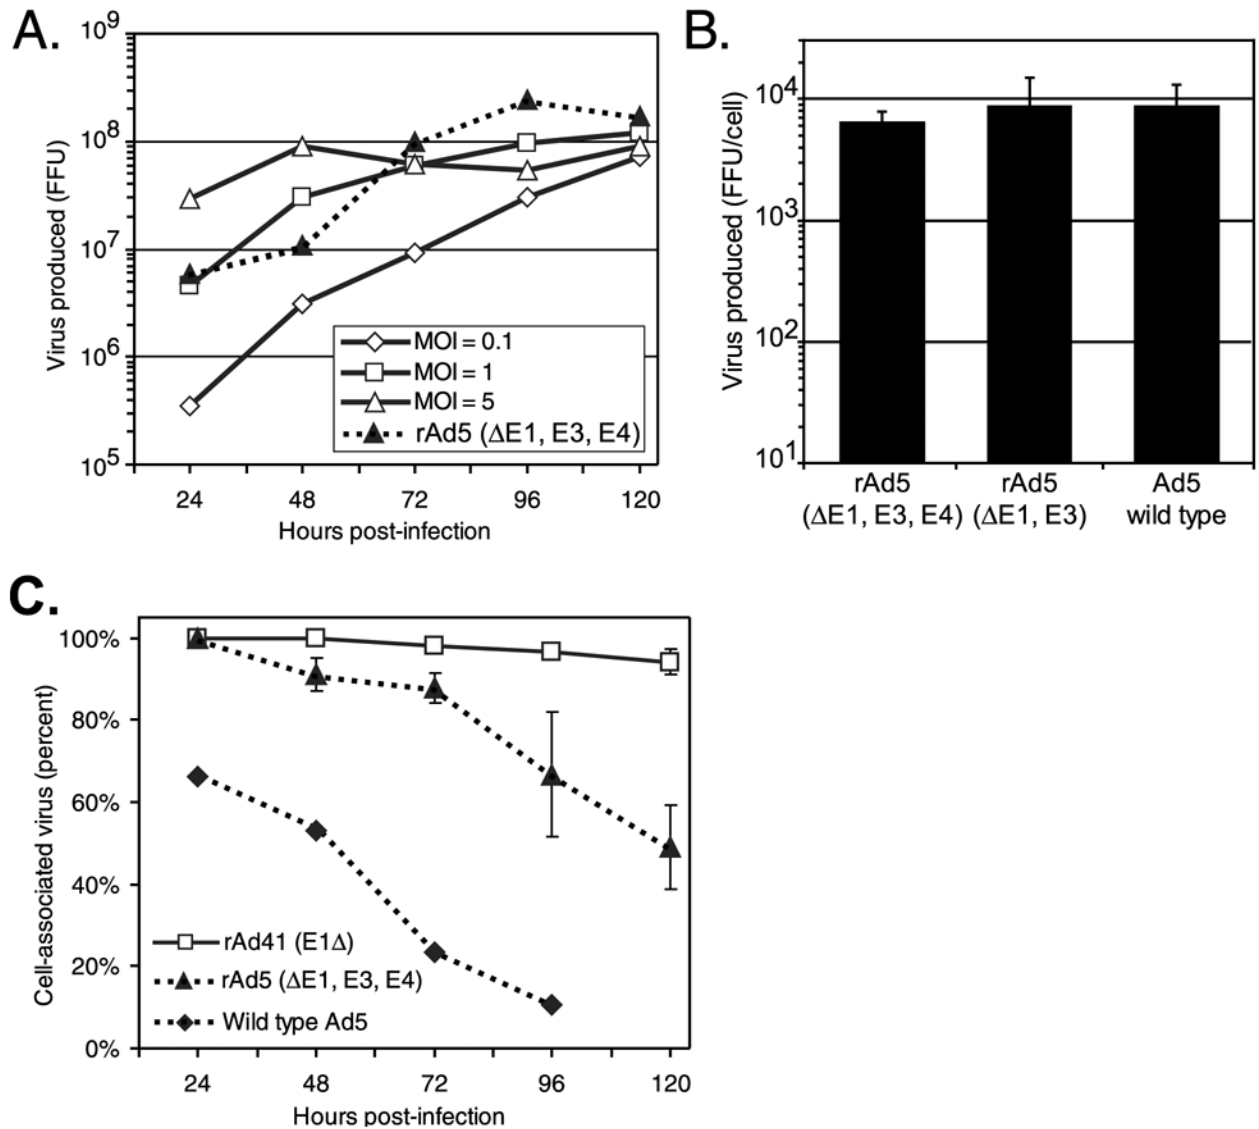 A.
10⁹
10⁸
10⁷
10⁶
10⁵
Virus produced (FFU)
MOI = 0.1
MOI = 1
MOI = 5
rAd5 (ΔE1, E3, E4)
24 48 72 96 120
Hours post-infection
B.
10⁴
10³
10²
10¹
Virus produced (FFU/cell)
rAd5 rAd5 Ad5
(ΔE1, E3, E4) (ΔE1, E3) wild type
C.
100%
80%
60%
40%
20%
0%
Cell-associated virus (percent)
rAd41 (E1Δ)
rAd5 (ΔE1, E3, E4)
Wild type Ad5
24 48 72 96 120
Hours post-infection